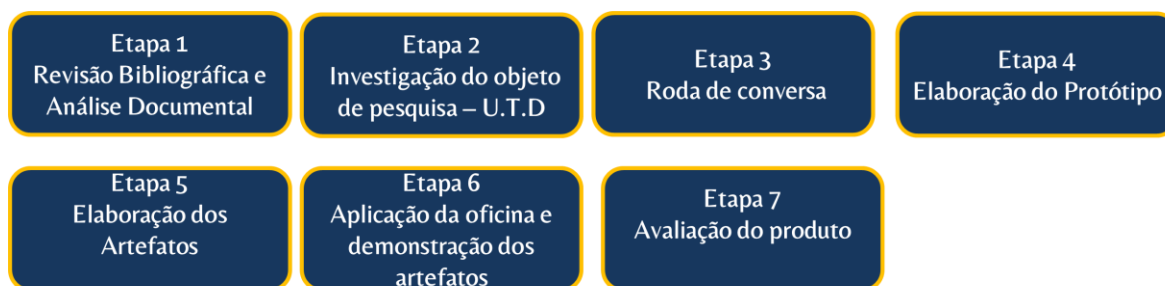 Etapa 1
Revisão Bibliográfica e
Análise Documental
Etapa 2
Investigação do objeto
de pesquisa – U.T.D
Etapa 3
Roda de conversa
Etapa 4
Elaboração do Protótipo
Etapa 5
Elaboração dos
Artefatos
Etapa 6
Aplicação da oficina e
demonstração dos
artefatos
Etapa 7
Avaliação do produto